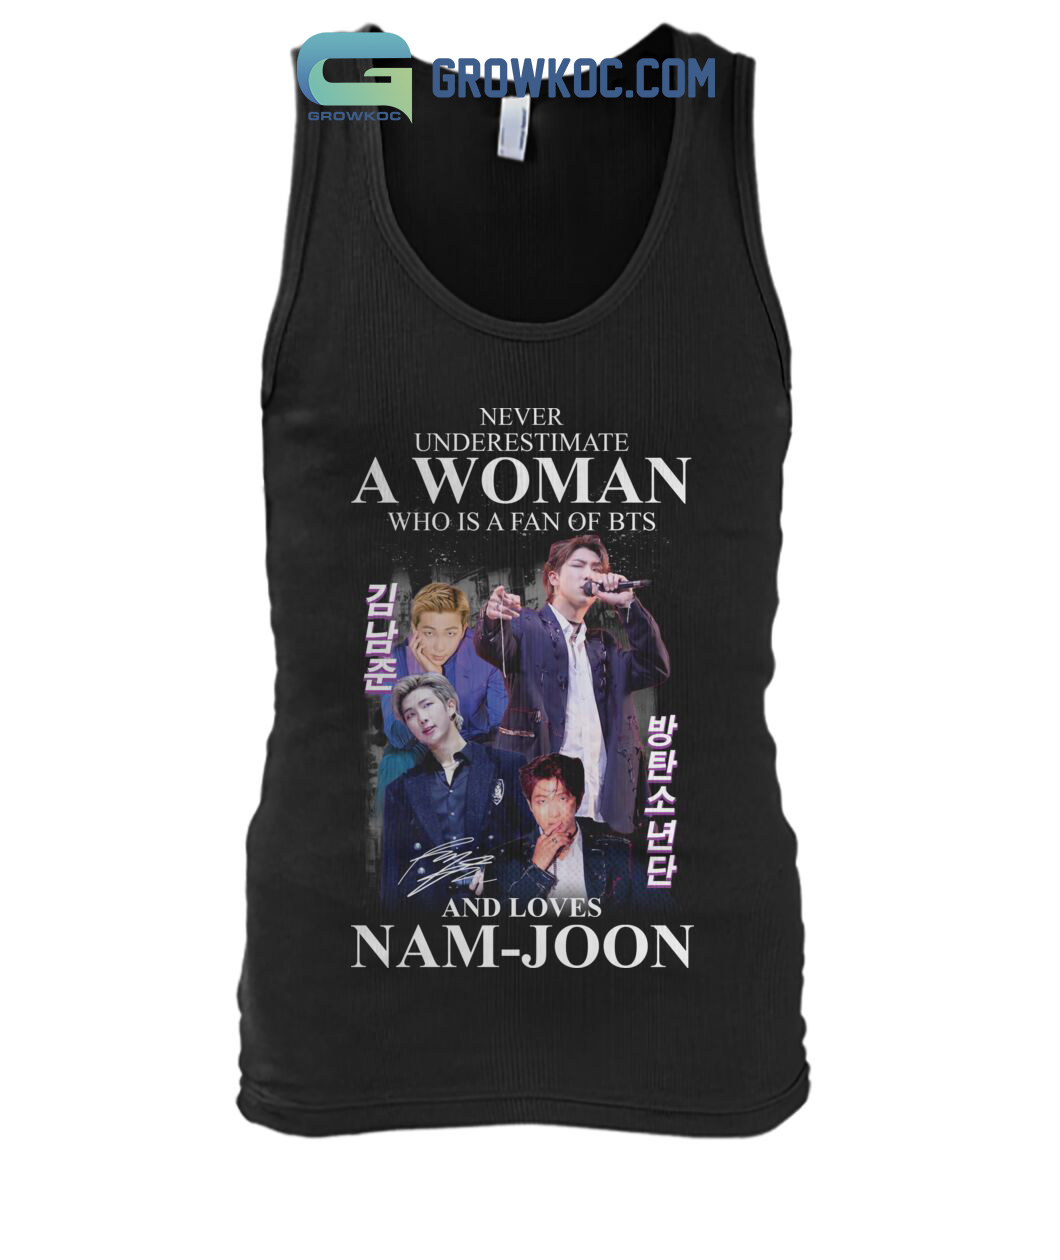 GROWKOC.COM
GROWKOC
NEVER
UNDERESTIMATE
A WOMAN
WHO IS A FAN OF BTS
김남준
방탄소년단
AND LOVES
NAM-JOON